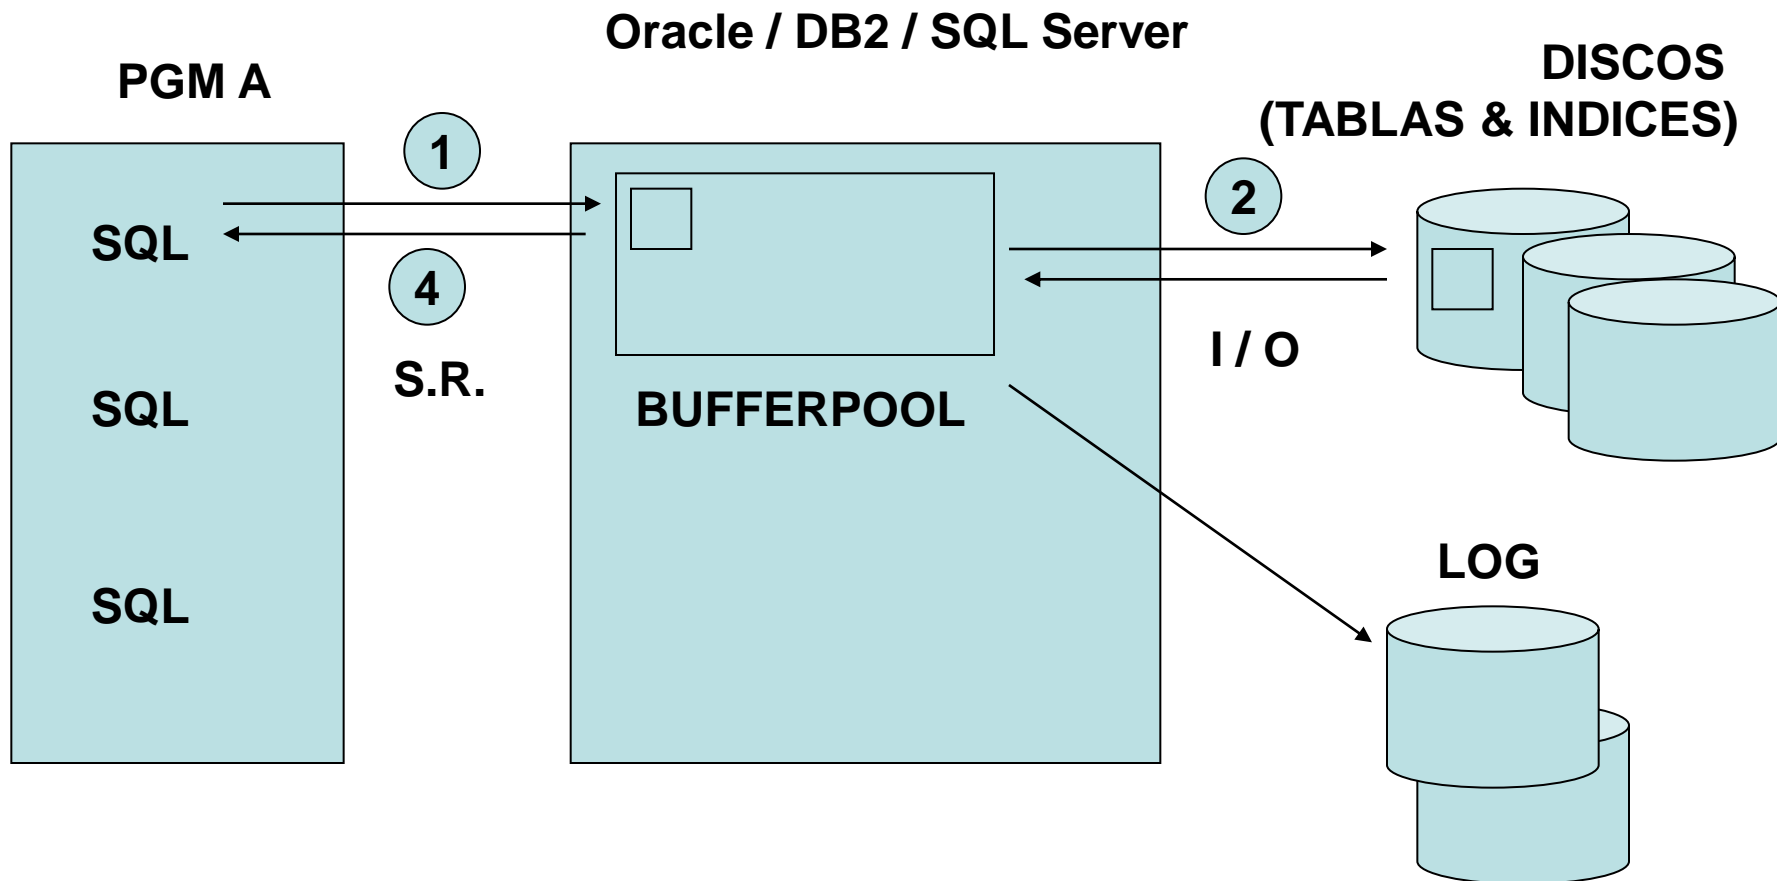 Oracle / DB2 / SQL Server
PGM A
DISCOS
(TABLAS & INDICES)
1
2
SQL
4
I / O
S.R.
SQL
BUFFERPOOL
LOG
SQL